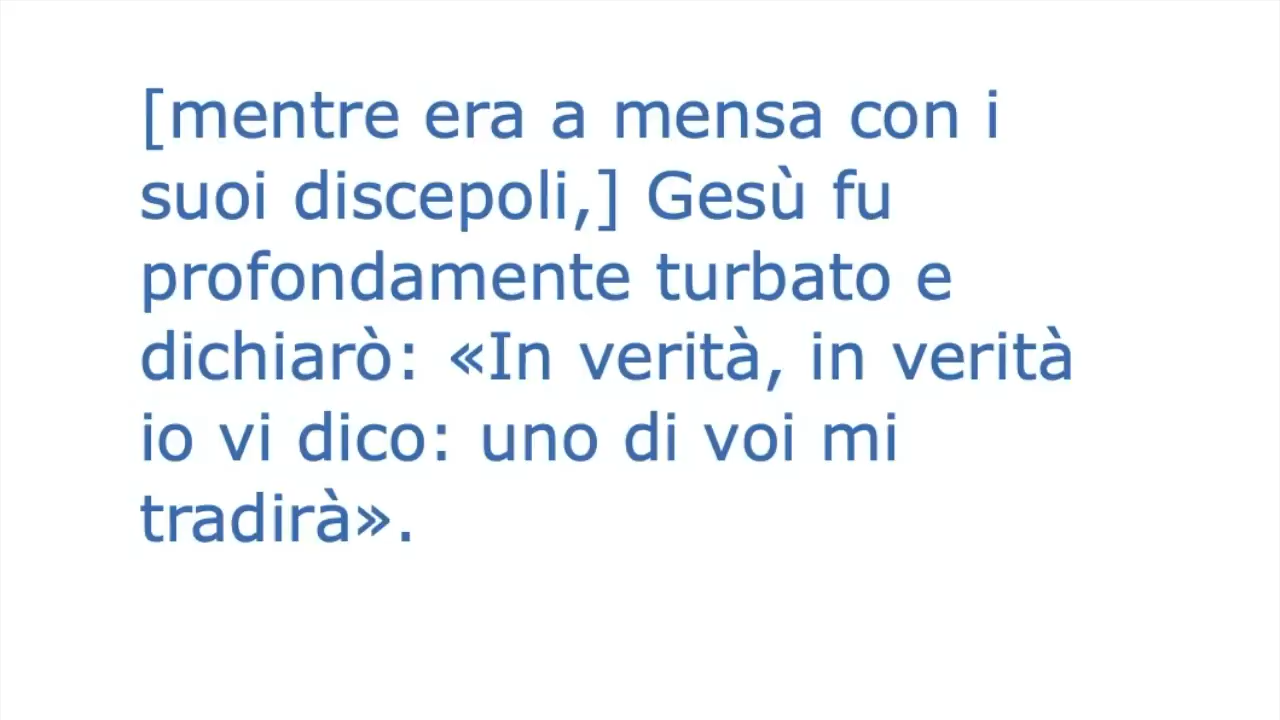 [mentre era a mensa con i
suoi discepoli,] Gesù fu
profondamente turbato e
dichiarò: «In verità, in verità
io vi dico: uno di voi mi
tradirà».